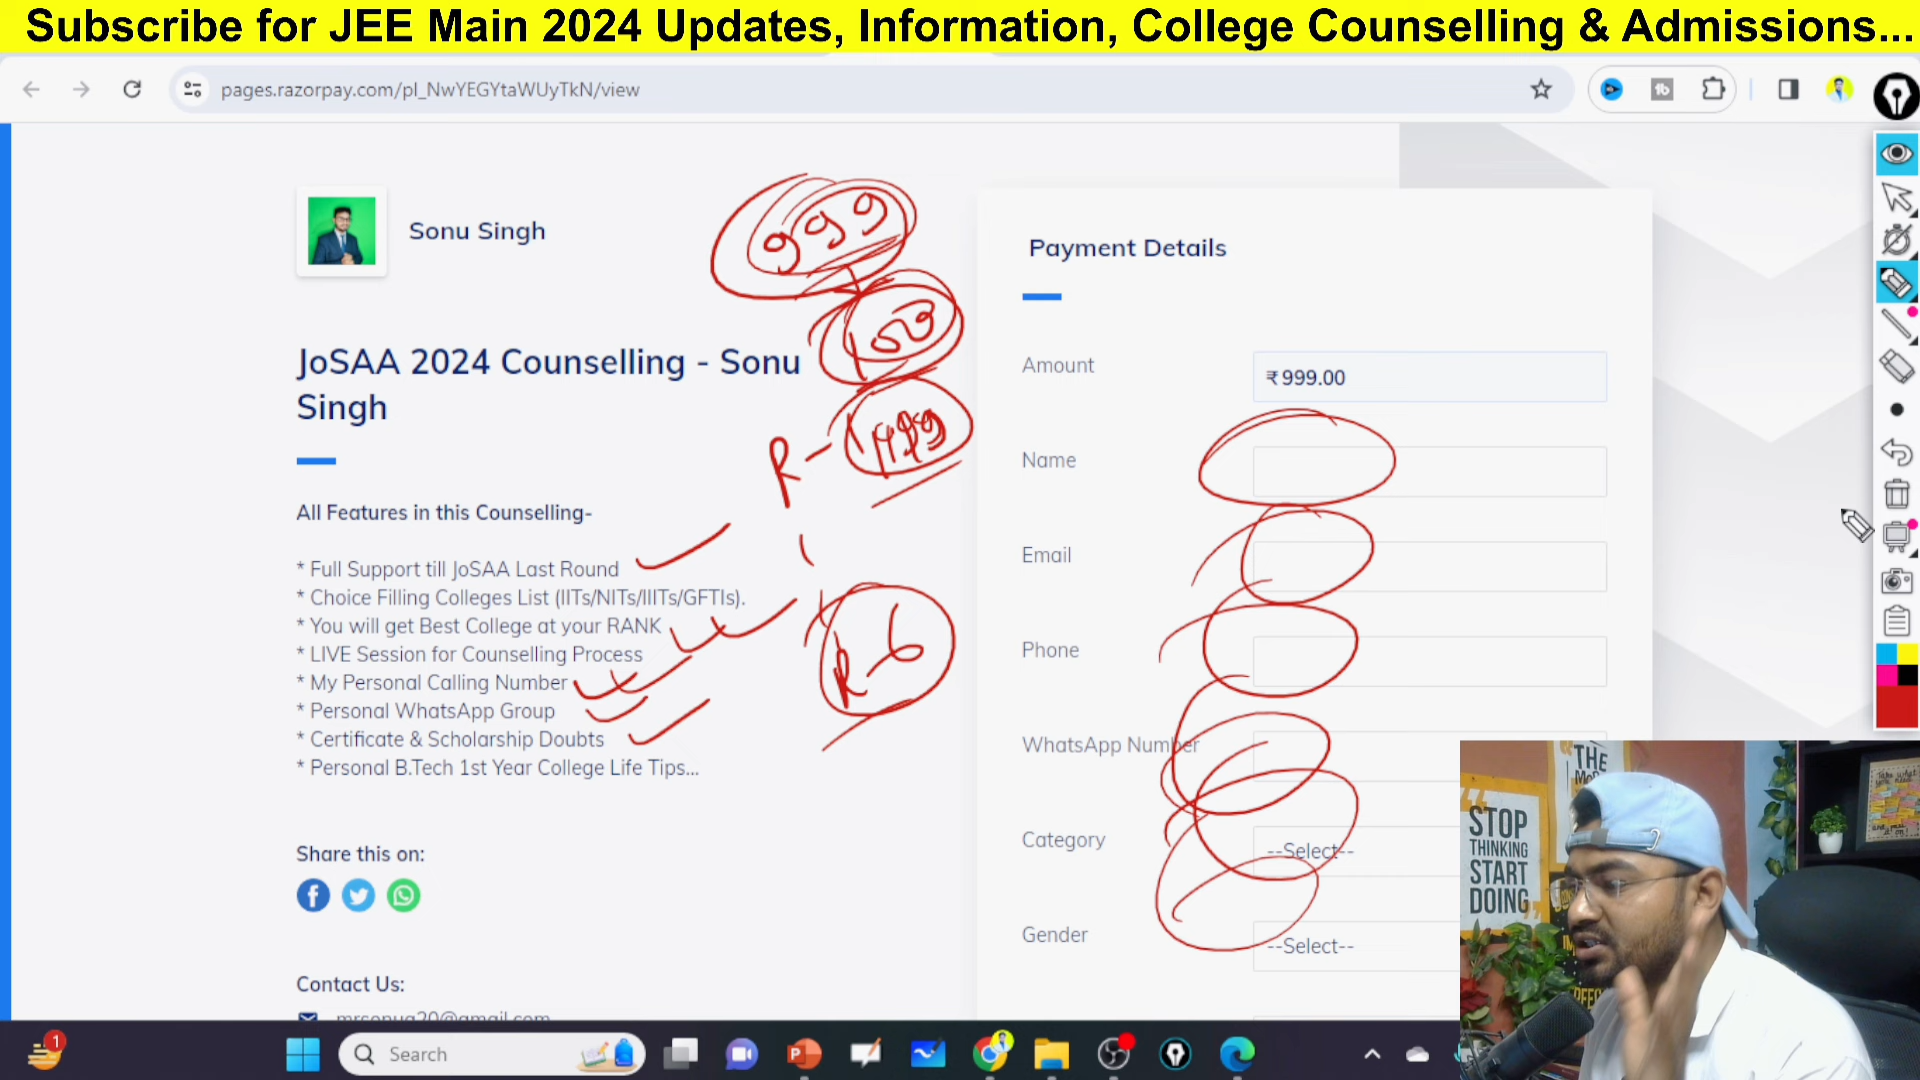 Subscribe for JEE Main 2024 Updates, Information, College Counselling & Admissions...
pages.razorpay.com/pl_NwYEGYtaWUyTkN/view
Sonu Singh
JoSAA 2024 Counselling - Sonu
Singh
All Features in this Counselling-
* Full Support till JoSAA Last Round
* Choice Filling Colleges List (IITs/NITs/IIITs/GFTIs).
* You will get Best College at your RANK
* LIVE Session for Counselling Process
* My Personal Calling Number
* Personal WhatsApp Group
* Certificate & Scholarship Doubts
* Personal B.Tech 1st Year College Life Tips...
Share this on:
Contact Us:
999
R-
R-6
Payment Details
Amount
₹999.00
Name
Email
Phone
WhatsApp Number
Category
--Select--
Gender
--Select--
THE
STOP
THINKING
START
DOING
1
Search